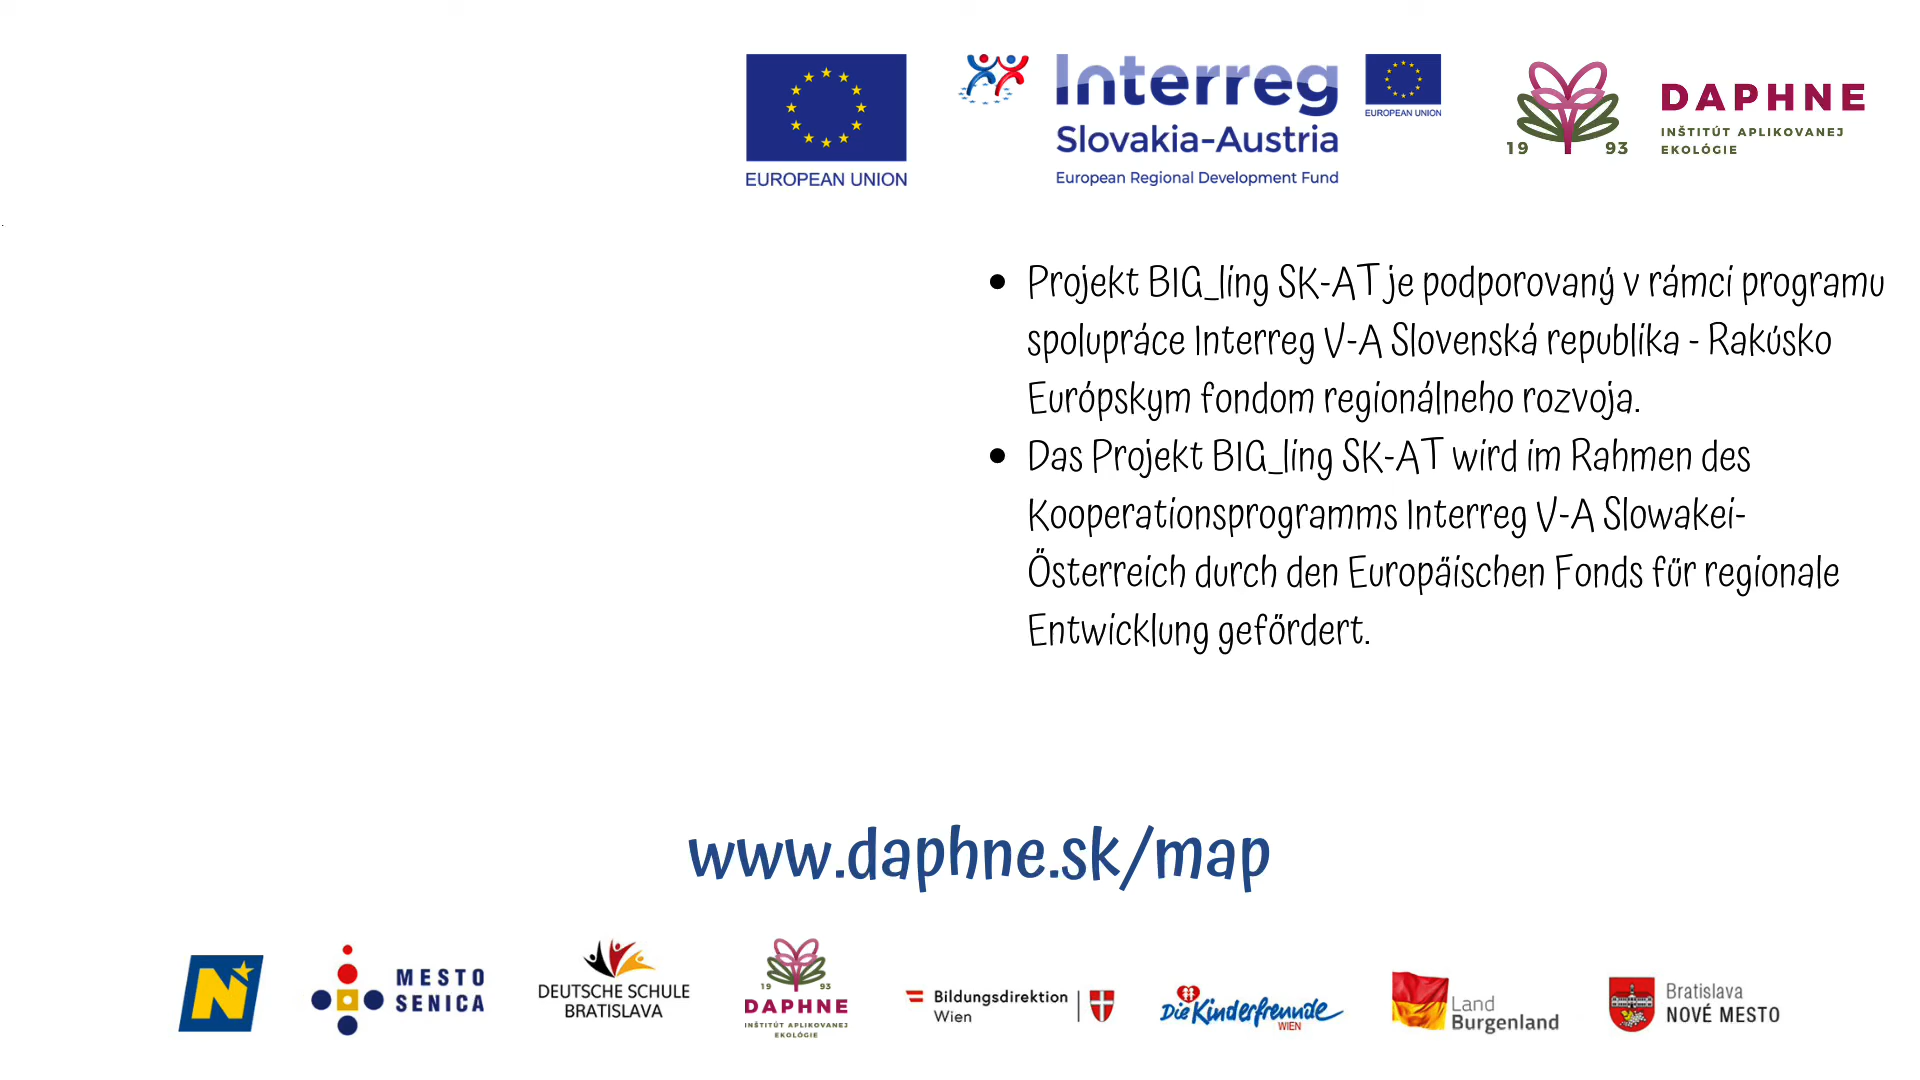 EUROPEAN UNION
Interreg
Slovakia-Austria
European Regional Development Fund
EUROPEAN UNION
19 93
DAPHNE
INŠTITÚT APLIKOVANEJ
EKOLÓGIE
• Projekt BIG_ling SK-AT je podporovaný v rámci programu
spolupráce Interreg V-A Slovenská republika - Rakúsko
Európskym fondom regionálneho rozvoja.
• Das Projekt BIG_ling SK-AT wird im Rahmen des
Kooperationsprogramms Interreg V-A Slowakei-
Österreich durch den Europäischen Fonds für regionale
Entwicklung gefördert.
www.daphne.sk/map
N
MESTO
SENICA
DEUTSCHE SCHULE
BRATISLAVA
19 93
DAPHNE
INŠTITÚT APLIKOVANEJ
EKOLÓGIE
Bildungsdirektion
Wien
Die Kinderfreunde
WIEN
Land
Burgenland
Bratislava
NOVÉ MESTO